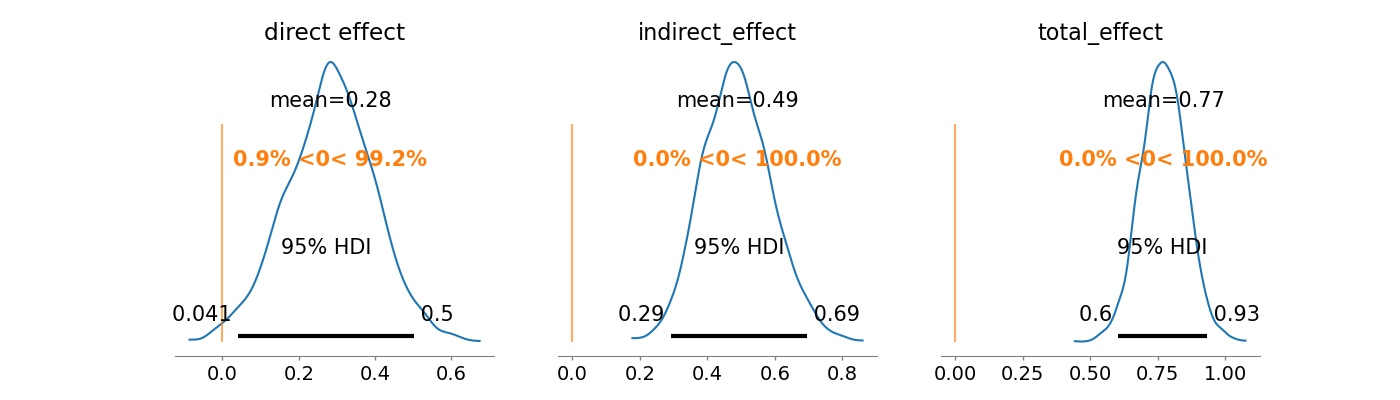 direct effect
mean=0.28
0.9% <0< 99.2%
95% HDI
0.041
0.5
0.0 0.2 0.4 0.6
indirect_effect
mean=0.49
0.0% <0< 100.0%
95% HDI
0.29
0.69
0.0 0.2 0.4 0.6 0.8
total_effect
mean=0.77
0.0% <0< 100.0%
95% HDI
0.6
0.93
0.00 0.25 0.50 0.75 1.00